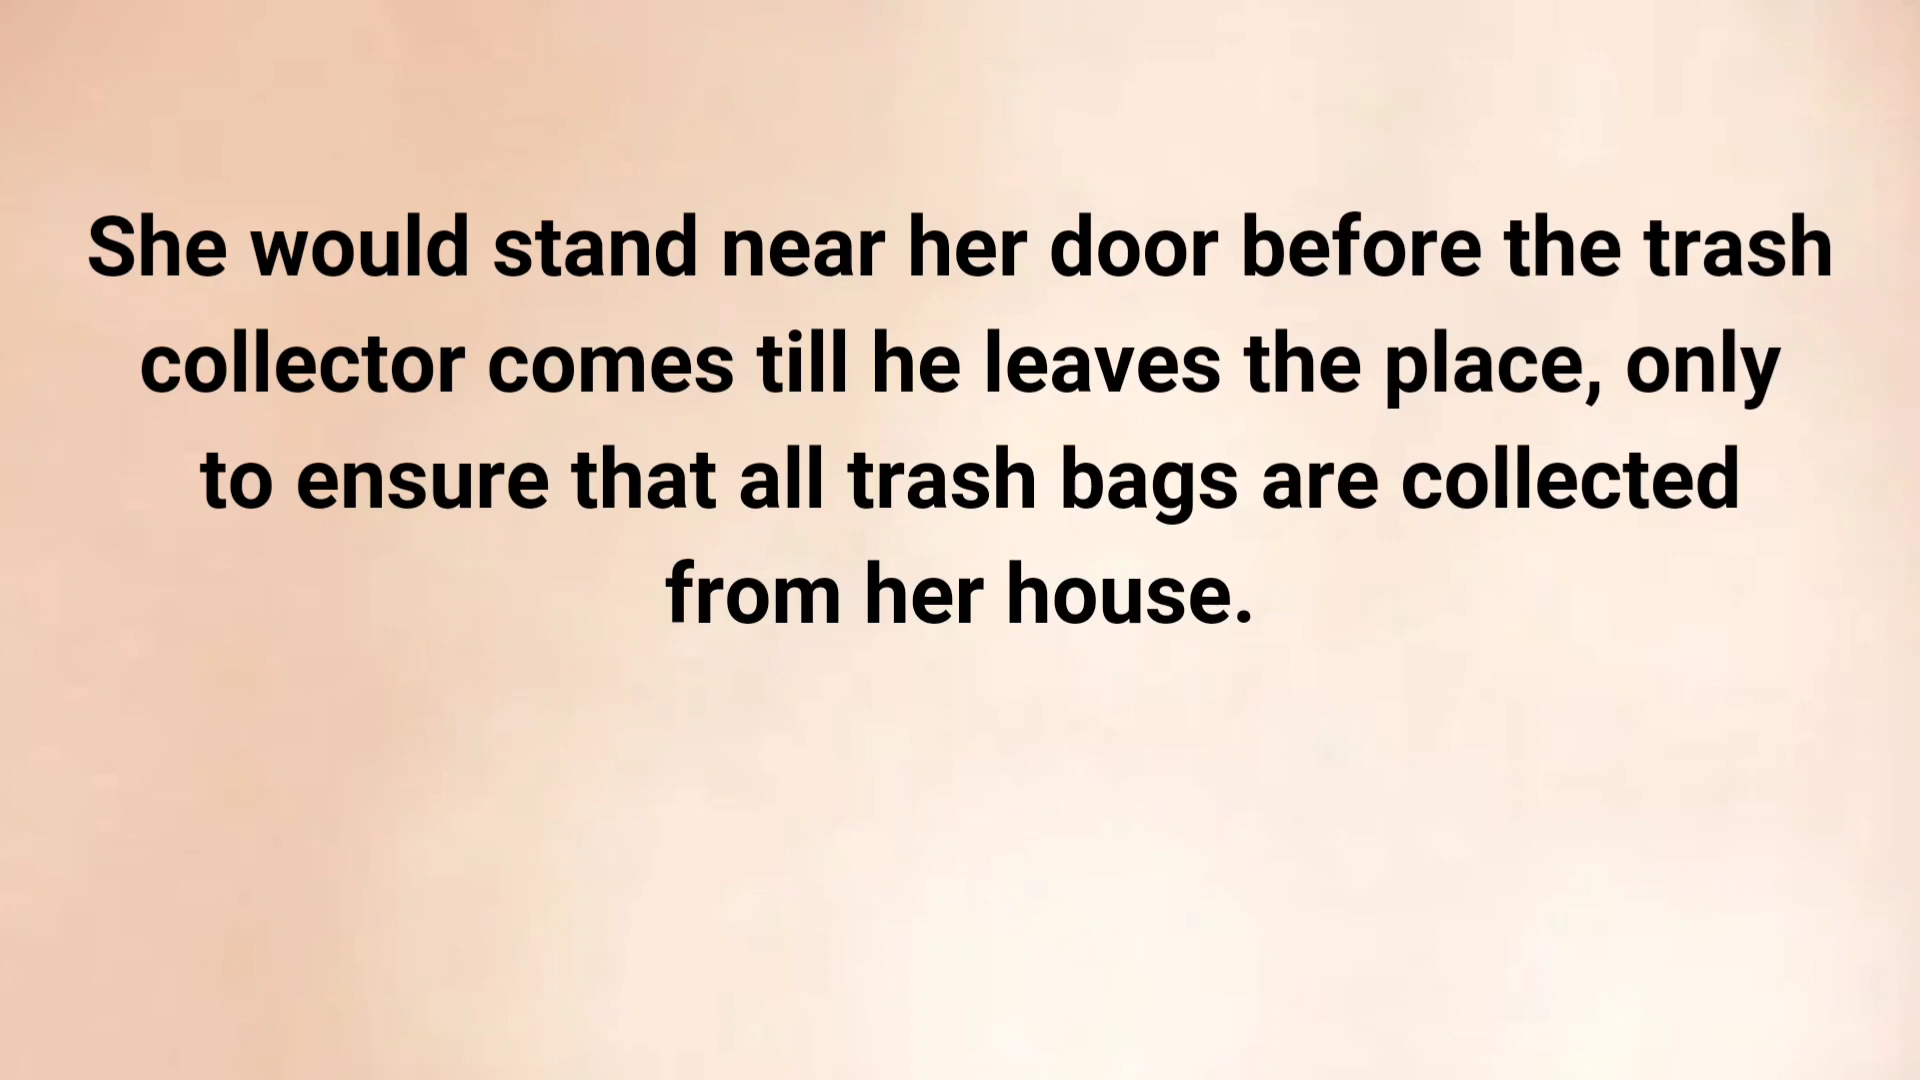 She would stand near her door before the trash
collector comes till he leaves the place, only
to ensure that all trash bags are collected
from her house.